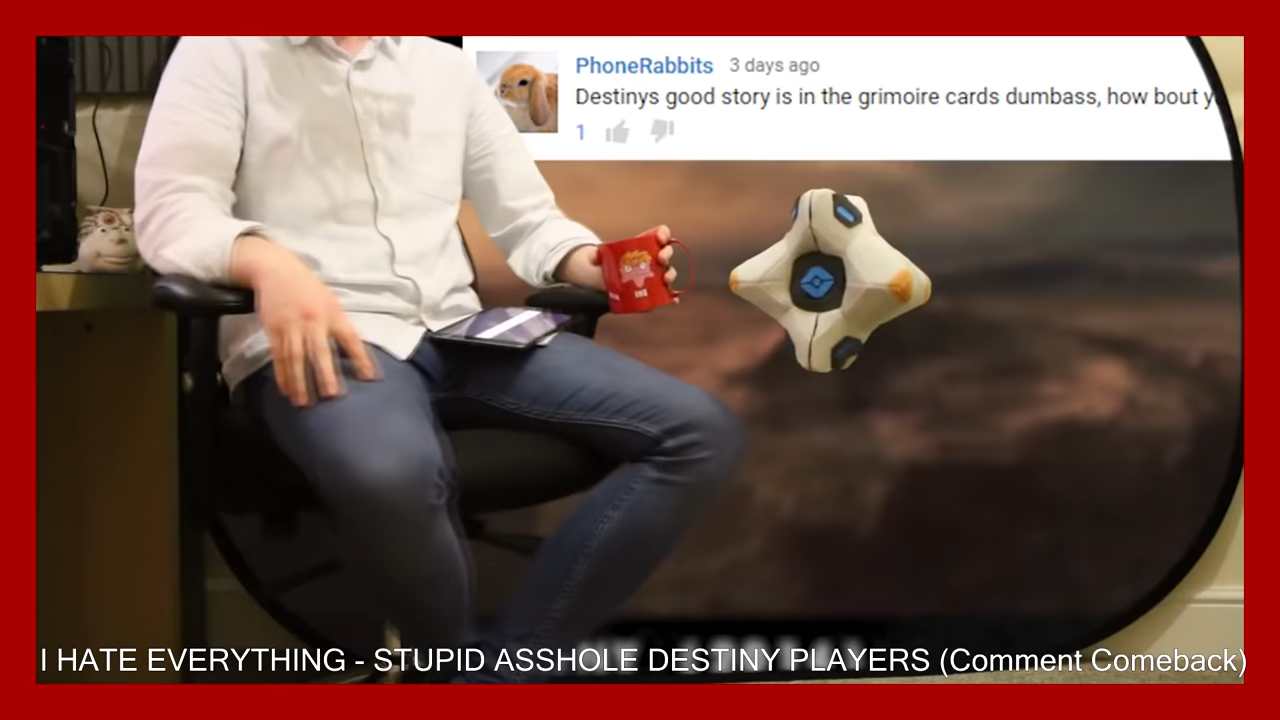 PhoneRabbits 3 days ago
Destinys good story is in the grimoire cards dumbass, how bout
1
IHE
I HATE EVERYTHING - STUPID ASSHOLE DESTINY PLAYERS (Comment Comeback)